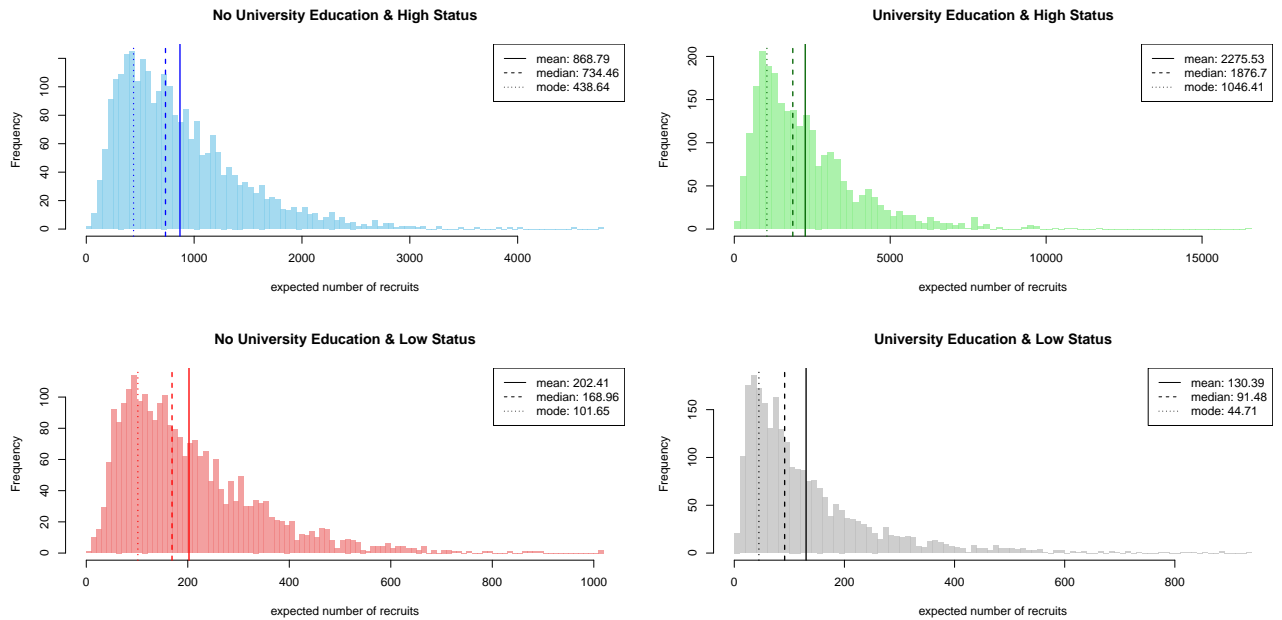 No University Education & High Status
mean: 868.79
median: 734.46
mode: 438.64
Frequency
120
100
80
60
40
20
0
0 1000 2000 3000 4000
expected number of recruits
University Education & High Status
mean: 2275.53
median: 1876.7
mode: 1046.41
Frequency
200
150
100
50
0
0 5000 10000 15000
expected number of recruits
No University Education & Low Status
mean: 202.41
median: 168.96
mode: 101.65
Frequency
100
80
60
40
20
0
0 200 400 600 800 1000
expected number of recruits
University Education & Low Status
mean: 130.39
median: 91.48
mode: 44.71
Frequency
150
100
50
0
0 200 400 600 800
expected number of recruits